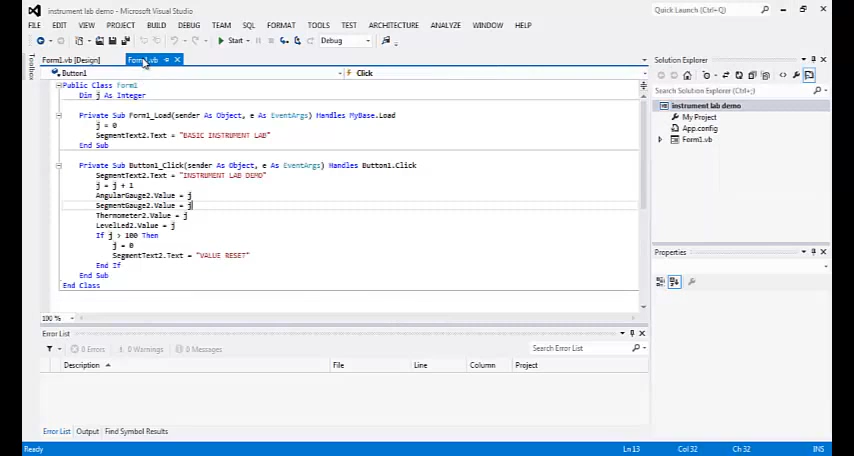 instrument lab demo - Microsoft Visual Studio
Quick Launch (Ctrl+Q)
FILE EDIT VIEW PROJECT BUILD DEBUG TEAM SQL FORMAT TOOLS TEST ARCHITECTURE ANALYZE WINDOW HELP
Start Debug
Form1.vb [Design] Form1.vb
Toolbox
Button1 Click
Public Class Form1
Dim j As Integer
Private Sub Form1_Load(sender As Object, e As EventArgs) Handles MyBase.Load
j = 0
SegmentText2.Text = "BASIC INSTRUMENT LAB"
End Sub
Private Sub Button1_Click(sender As Object, e As EventArgs) Handles Button1.Click
SegmentText2.Text = "INSTRUMENT LAB DEMO"
j = j + 1
AngularGauge2.Value = j
SegmentGauge2.Value = j
Thermometer2.Value = j
LevelLed2.Value = j
If j > 100 Then
j = 0
SegmentText2.Text = "VALUE RESET"
End If
End Sub
End Class
100 %
Solution Explorer
Search Solution Explorer (Ctrl+;)
instrument lab demo
My Project
App.config
Form1.vb
Properties
Error List
0 Errors 0 Warnings 0 Messages
Search Error List
Description File Line Column Project
Error List Output Find Symbol Results
Ready Ln 13 Col 32 Ch 32 INS